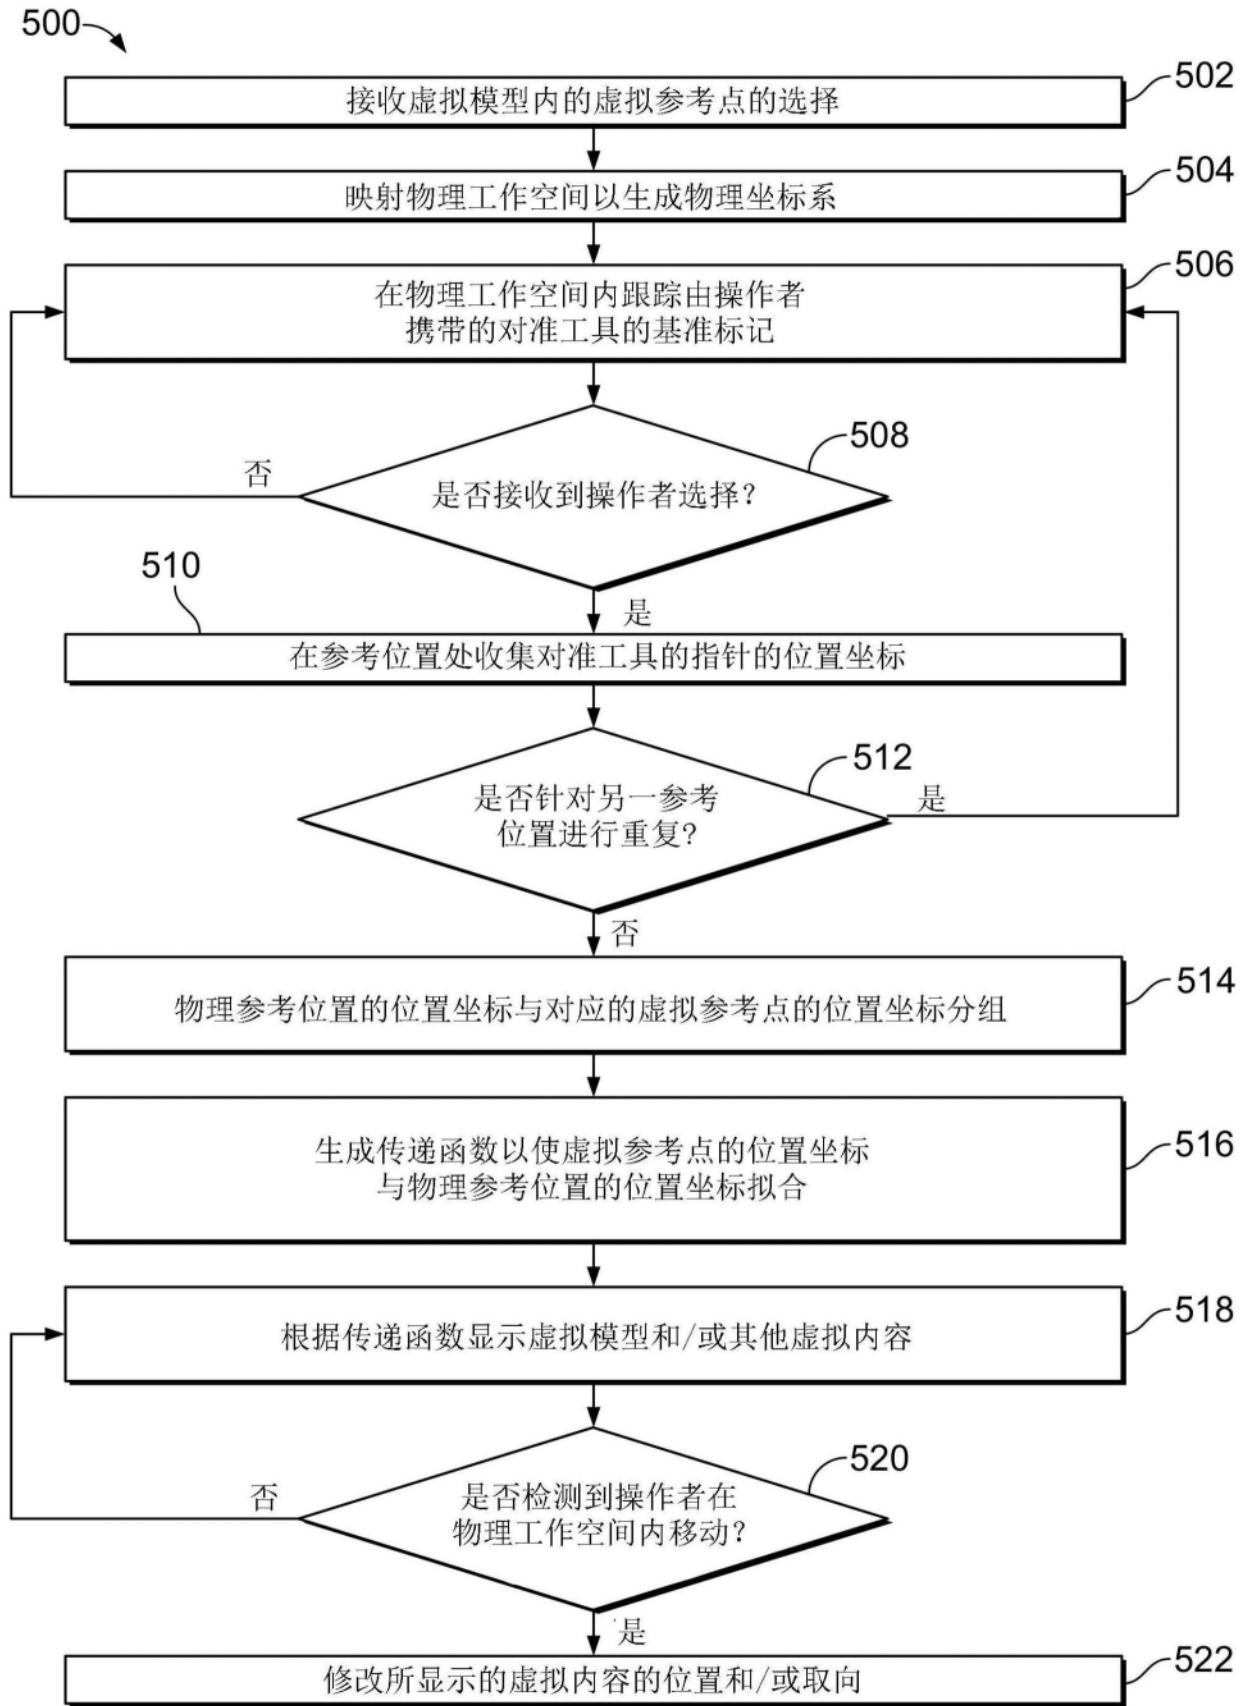 500
接收虚拟模型内的虚拟参考点的选择
502
映射物理工作空间以生成物理坐标系
504
在物理工作空间内跟踪由操作者
携带的对准工具的基准标记
506
是否接收到操作者选择？
508
否
是
510
在参考位置处收集对准工具的指针的位置坐标
是否针对另一参考
位置进行重复?
512
是
否
物理参考位置的位置坐标与对应的虚拟参考点的位置坐标分组
514
生成传递函数以使虚拟参考点的位置坐标
与物理参考位置的位置坐标拟合
516
根据传递函数显示虚拟模型和/或其他虚拟内容
518
是否检测到操作者在
物理工作空间内移动？
520
否
是
修改所显示的虚拟内容的位置和/或取向
522